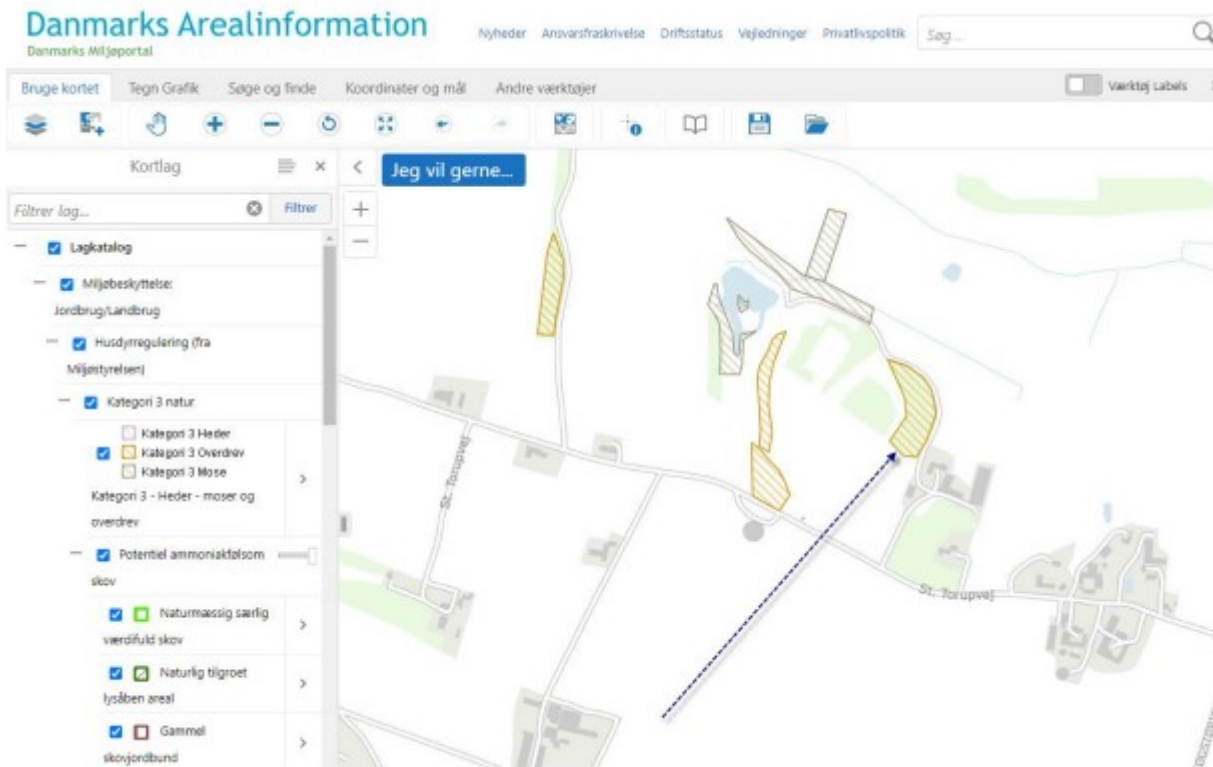 Danmarks Arealinformation
Danmarks Miljøportal
Nyheder Ansvarsfraskrivelse Driftsstatus Vejledninger Privatlivspolitik Søg...
Bruge kortet Tegn Grafik Søge og finde Koordinater og mål Andre værktøjer Værktøj Labels
Kortlag
Jeg vil gerne...
Filtrer lag... Filtrer
Lagkatalog
Miljøbeskyttelse:
Jordbrug/Landbrug
Husdyrregulering (fra
Miljøstyrelsen)
Kategori 3 natur
Kategori 3 Heder
Kategori 3 Overdrev
Kategori 3 Mose
Kategori 3 - Heder - moser og
overdrev
Potentiel ammoniakfølsom
skov
Naturmæssig særlig
værdifuld skov
Naturlig tilgroet
lysåben areal
Gammel
skovjordbund
St. Torupvej
St. Torupvej